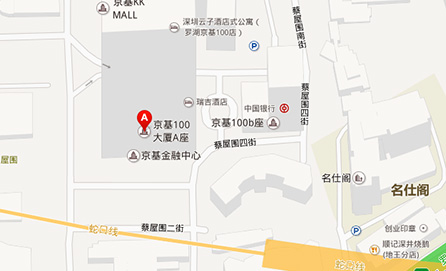 京基KK
MALL
深圳云子酒店式公寓(
罗湖京基100店)
蔡屋围南街
瑞吉酒店
中国银行
A
京基100
大厦A座
京基100b座
蔡屋围四街
京基金融中心
蔡屋围四街
屋围
名仕阁
名仕阁
蔡屋围二街
蛇口线
创业印章
顺记深井烧鹅
(地王分店)
蛇口线
P
P